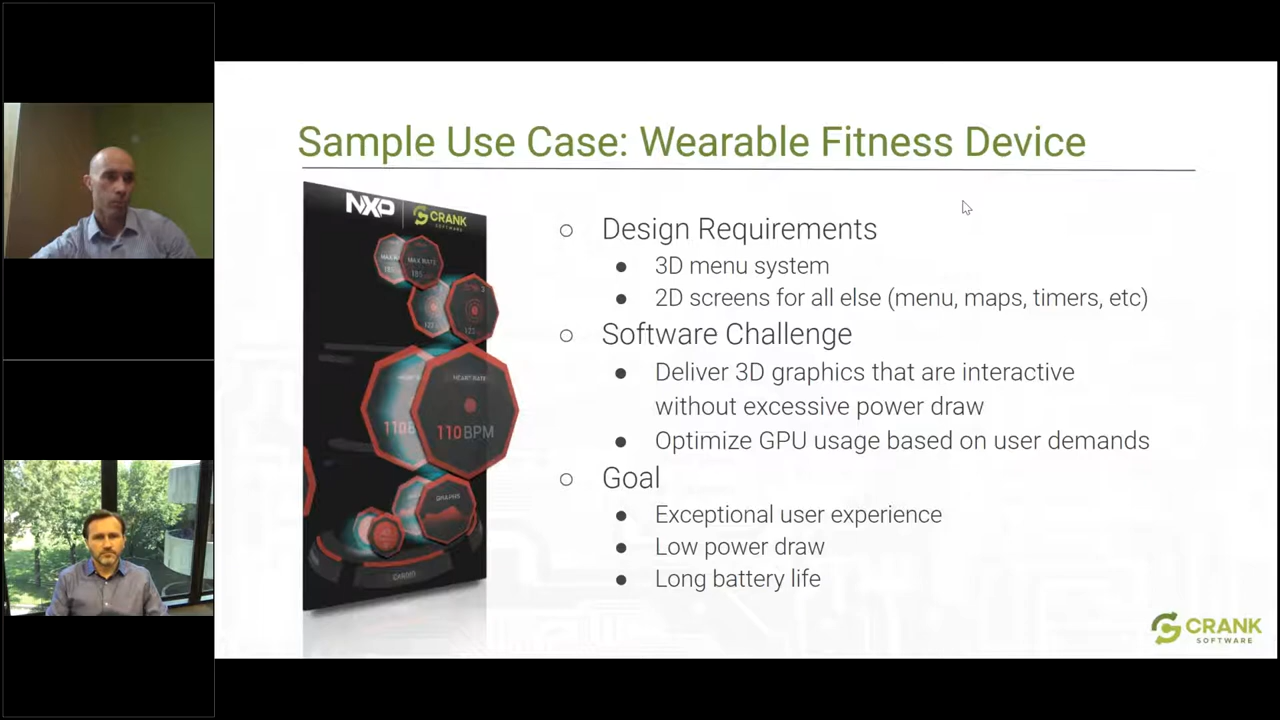 Sample Use Case: Wearable Fitness Device
NXP
CRANK
SOFTWARE
MAX RATE
185
HEART RATE
110 BPM
GRAPHS
CARDIO
○ Design Requirements
● 3D menu system
● 2D screens for all else (menu, maps, timers, etc)
○ Software Challenge
● Deliver 3D graphics that are interactive
without excessive power draw
● Optimize GPU usage based on user demands
○ Goal
● Exceptional user experience
● Low power draw
● Long battery life
CRANK
SOFTWARE